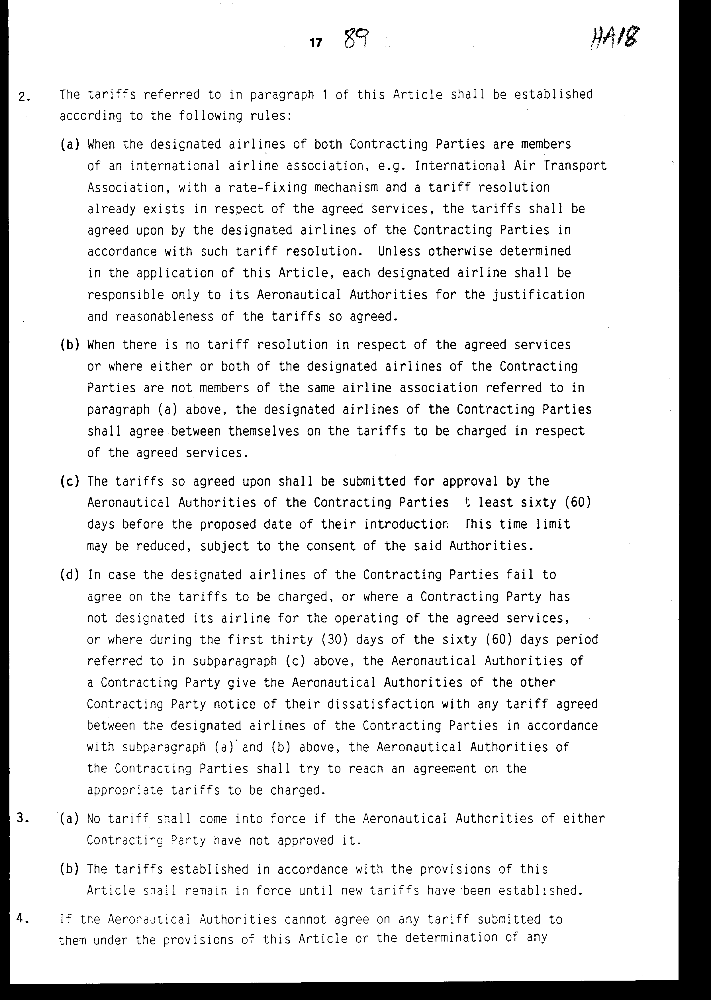 17 89 HA18
2. The tariffs referred to in paragraph 1 of this Article shall be established
according to the following rules:
(a) When the designated airlines of both Contracting Parties are members
of an international airline association, e.g. International Air Transport
Association, with a rate-fixing mechanism and a tariff resolution
already exists in respect of the agreed services, the tariffs shall be
agreed upon by the designated airlines of the Contracting Parties in
accordance with such tariff resolution. Unless otherwise determined
in the application of this Article, each designated airline shall be
responsible only to its Aeronautical Authorities for the justification
and reasonableness of the tariffs so agreed.
(b) When there is no tariff resolution in respect of the agreed services
or where either or both of the designated airlines of the Contracting
Parties are not members of the same airline association referred to in
paragraph (a) above, the designated airlines of the Contracting Parties
shall agree between themselves on the tariffs to be charged in respect
of the agreed services.
(c) The tariffs so agreed upon shall be submitted for approval by the
Aeronautical Authorities of the Contracting Parties t least sixty (60)
days before the proposed date of their introduction This time limit
may be reduced, subject to the consent of the said Authorities.
(d) In case the designated airlines of the Contracting Parties fail to
agree on the tariffs to be charged, or where a Contracting Party has
not designated its airline for the operating of the agreed services,
or where during the first thirty (30) days of the sixty (60) days period
referred to in subparagraph (c) above, the Aeronautical Authorities of
a Contracting Party give the Aeronautical Authorities of the other
Contracting Party notice of their dissatisfaction with any tariff agreed
between the designated airlines of the Contracting Parties in accordance
with subparagraph (a) and (b) above, the Aeronautical Authorities of
the Contracting Parties shall try to reach an agreement on the
appropriate tariffs to be charged.
3. (a) No tariff shall come into force if the Aeronautical Authorities of either
Contracting Party have not approved it.
(b) The tariffs established in accordance with the provisions of this
Article shall remain in force until new tariffs have been established.
4. If the Aeronautical Authorities cannot agree on any tariff submitted to
them under the provisions of this Article or the determination of any